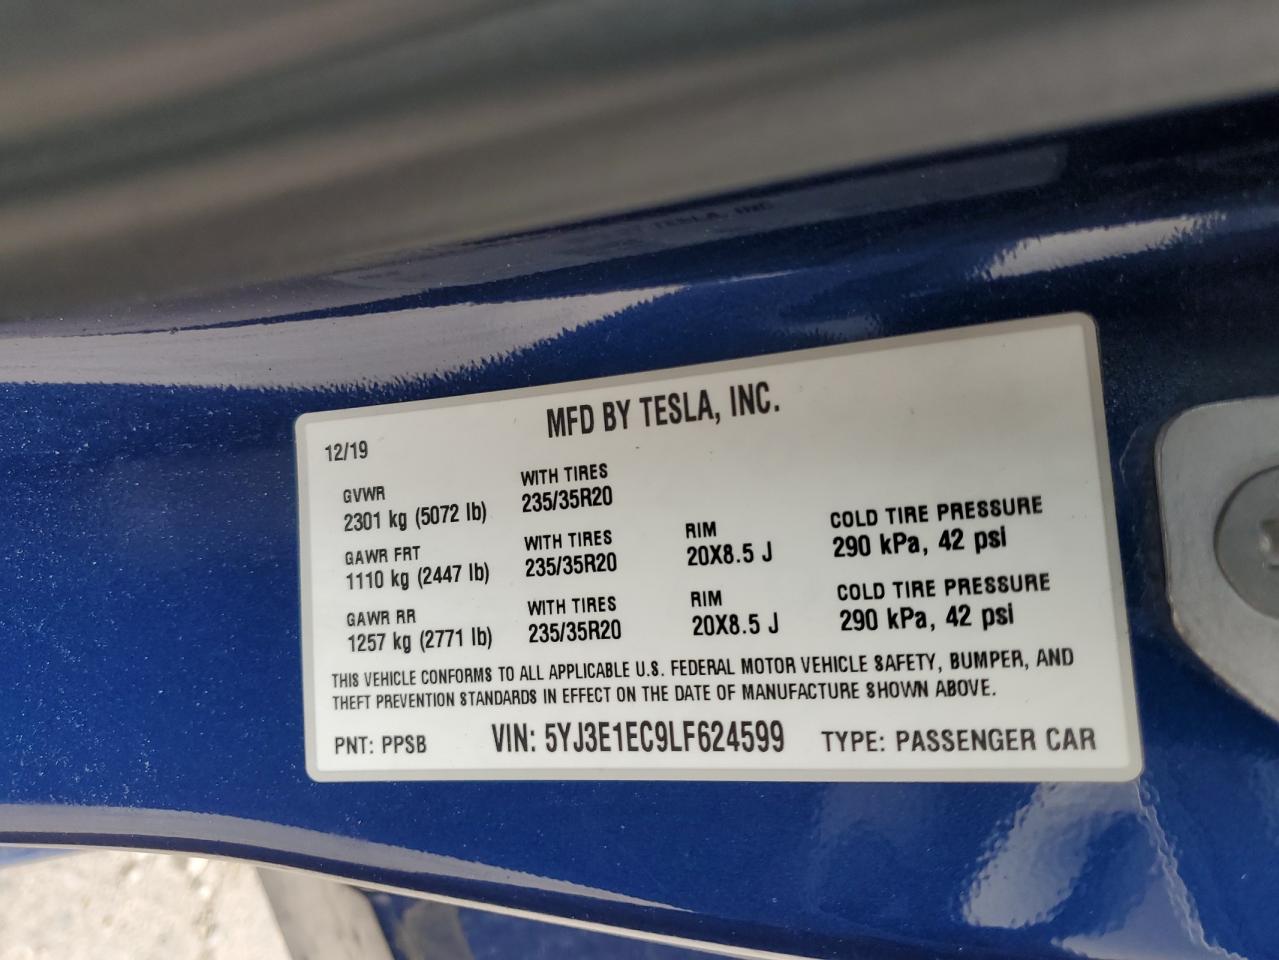 MFD BY TESLA, INC.
12/19
GVWR WITH TIRES
2301 kg (5072 lb) 235/35R20
GAWR FRT WITH TIRES RIM COLD TIRE PRESSURE
1110 kg (2447 lb) 235/35R20 20X8.5 J 290 kPa, 42 psi
GAWR RR WITH TIRES RIM COLD TIRE PRESSURE
1257 kg (2771 lb) 235/35R20 20X8.5 J 290 kPa, 42 psi
THIS VEHICLE CONFORMS TO ALL APPLICABLE U.S. FEDERAL MOTOR VEHICLE SAFETY, BUMPER, AND
THEFT PREVENTION STANDARDS IN EFFECT ON THE DATE OF MANUFACTURE SHOWN ABOVE.
PNT: PPSB VIN: 5YJ3E1EC9LF624599 TYPE: PASSENGER CAR